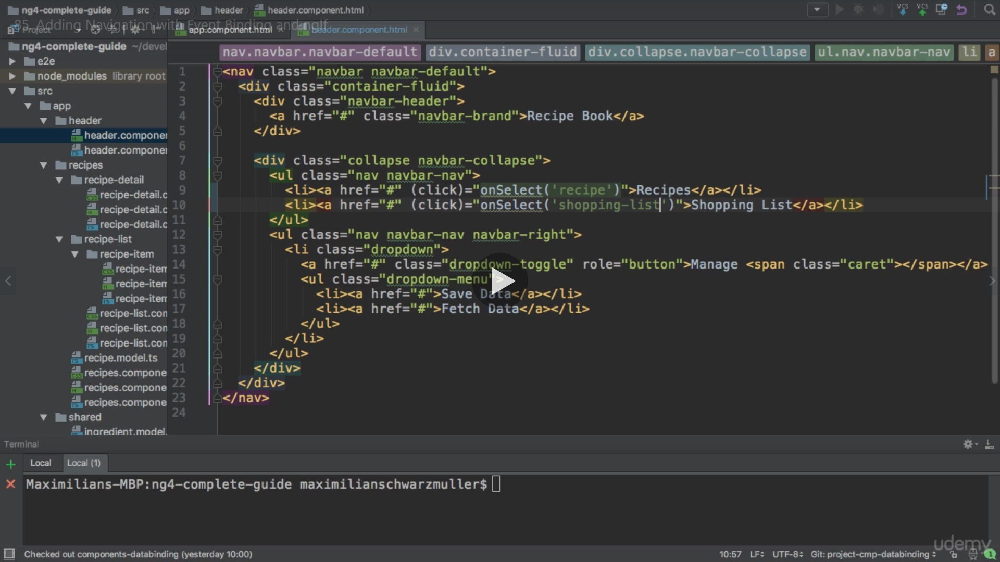 ng4-complete-guide src app header header.component.html
85. Adding Navigation with Event Binding and ngIf
Project
app.component.html
header.component.html
ng4-complete-guide ~/devel
e2e
node_modules library root
src
app
header
header.componen
header.componen
recipes
recipe-detail
recipe-detail.c
recipe-detail.c
recipe-detail.c
recipe-list
recipe-item
recipe-item
recipe-item
recipe-item
recipe-list.con
recipe-list.con
recipe-list.con
recipe.model.ts
recipes.compone
recipes.compone
recipes.compone
shared
ingredient.model.
nav.navbar.navbar-default div.container-fluid div.collapse.navbar-collapse ul.nav.navbar-nav li a
1 <nav class="navbar navbar-default">
2 <div class="container-fluid">
3 <div class="navbar-header">
4 <a href="#" class="navbar-brand">Recipe Book</a>
5 </div>
6
7 <div class="collapse navbar-collapse">
8 <ul class="nav navbar-nav">
9 <li><a href="#" (click)="onSelect('recipe')">Recipes</a></li>
10 <li><a href="#" (click)="onSelect('shopping-list')">Shopping List</a></li>
11 </ul>
12 <ul class="nav navbar-nav navbar-right">
13 <li class="dropdown">
14 <a href="#" class="dropdown-toggle" role="button">Manage <span class="caret"></span></a>
15 <ul class="dropdown-menu">
16 <li><a href="#">Save Data</a></li>
17 <li><a href="#">Fetch Data</a></li>
18 </ul>
19 </li>
20 </ul>
21 </div>
22 </div>
23 </nav>
24
Terminal
Local Local (1)
Maximilians-MBP:ng4-complete-guide maximilianschwarzmuller$
udemy
Checked out components-databinding (yesterday 10:00) 10:57 LF UTF-8 Git: project-cmp-databinding 1
VCS VCS